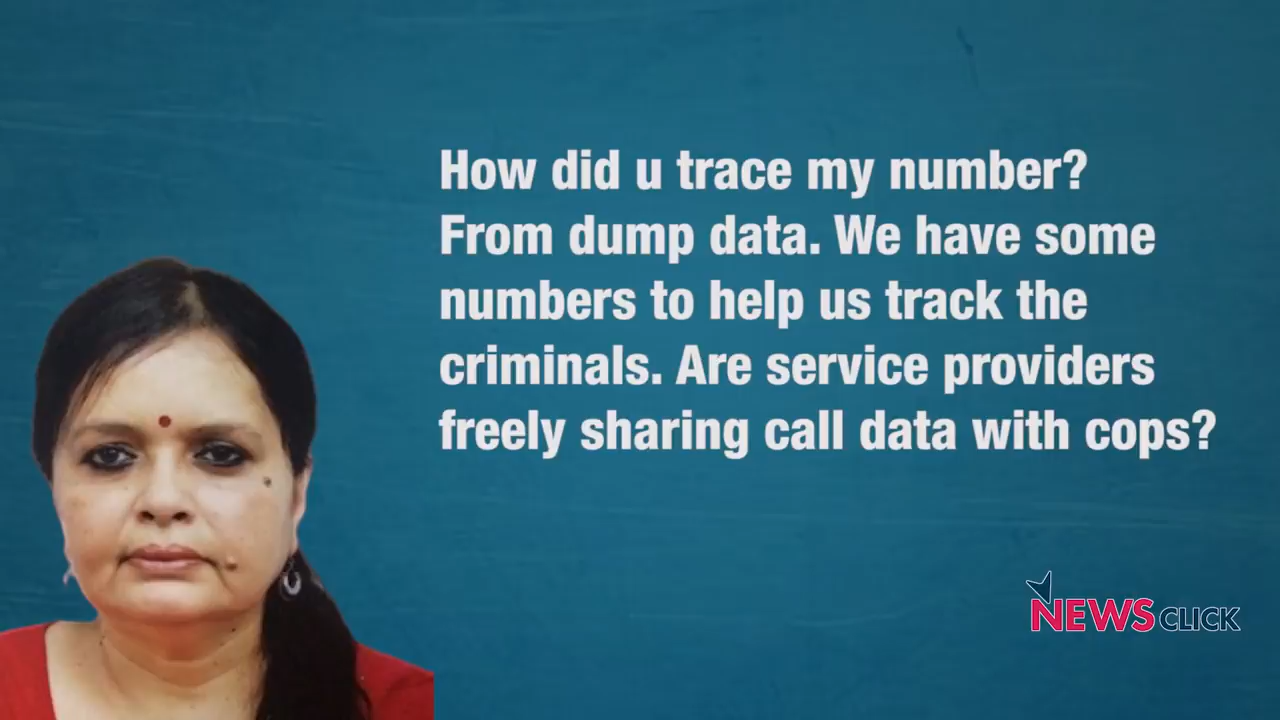 How did u trace my number?
From dump data. We have some
numbers to help us track the
criminals. Are service providers
freely sharing call data with cops?
NEWSCLICK